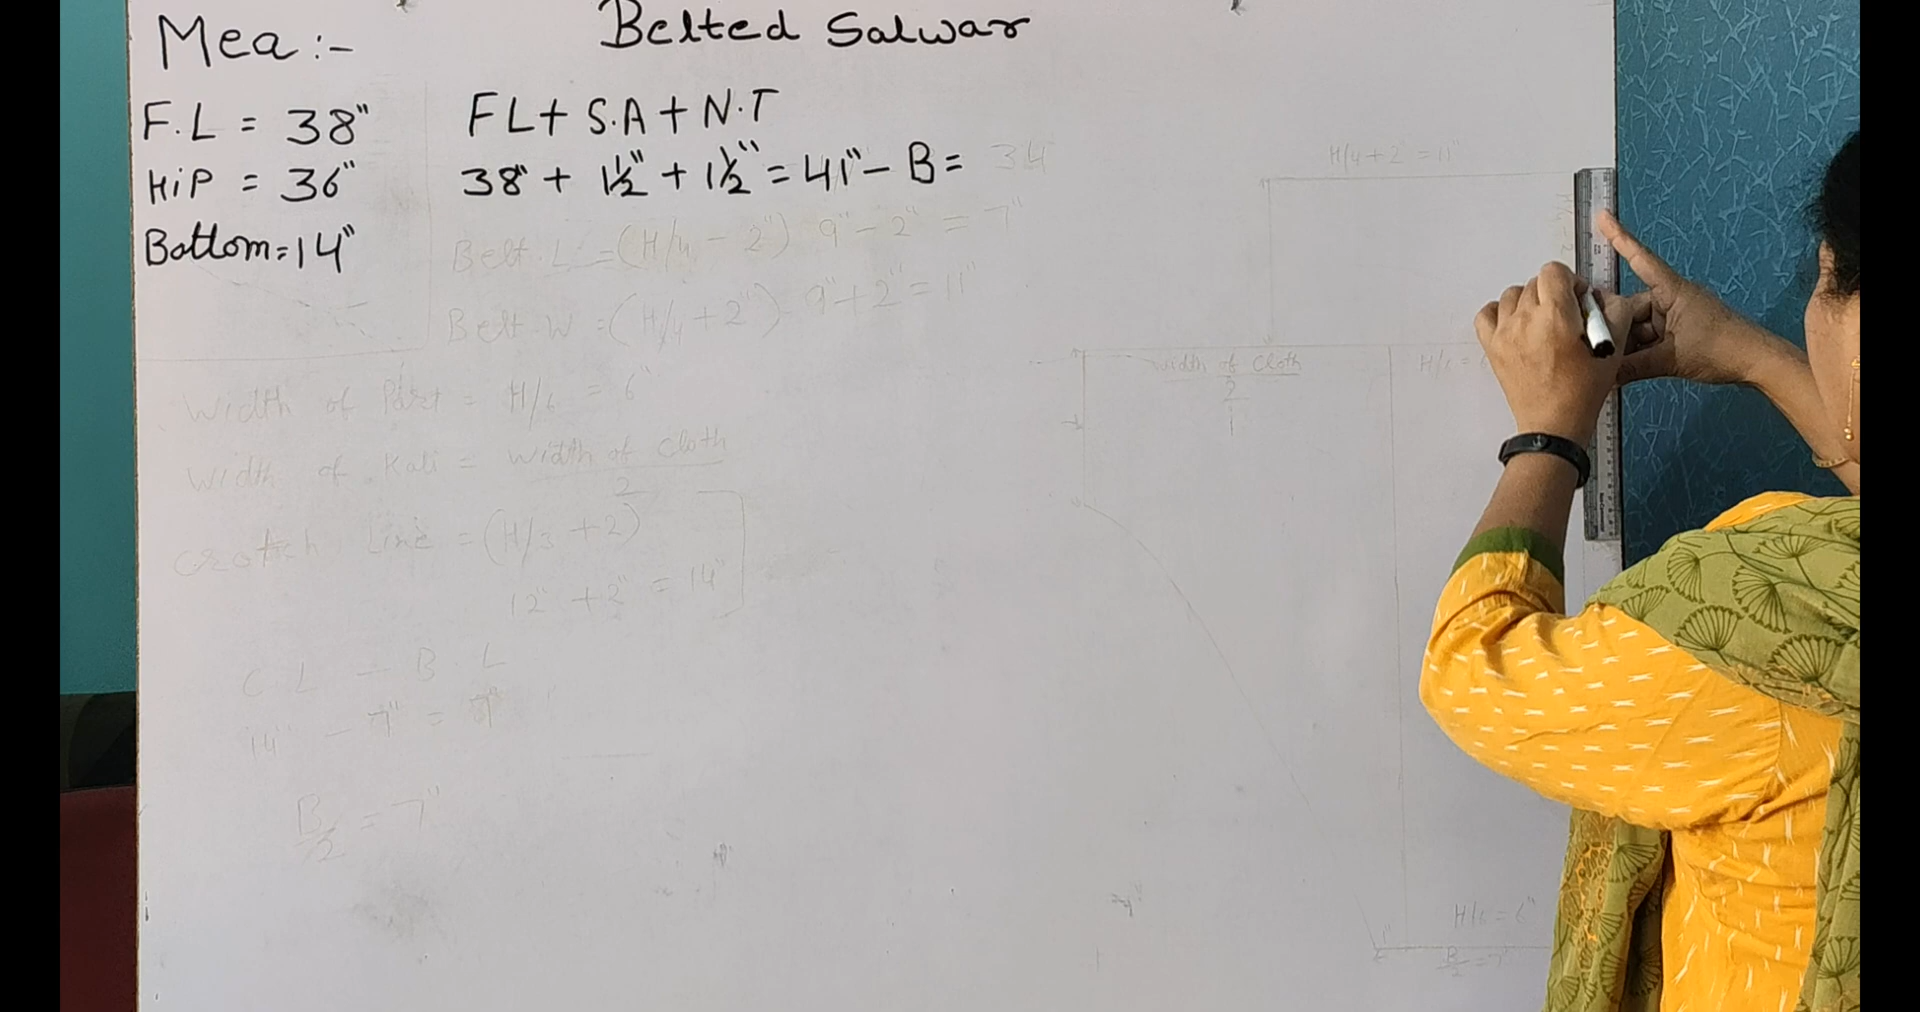 Mea :-
Belted Salwar
F.L = 38"
HiP = 36"
Bottom = 14"
FL + S.A + N.T
38" + 1½" + 1½" = 41" - B = 34
Belt.L = (H/4 - 2") 9" - 2" = 7"
Belt.W = (H/4 + 2") 9" + 2" = 11"
Width of Part = H/6 = 6"
Width of Kali = Width of Cloth
2
Crotch Line = (H/3 + 2)
12" + 2" = 14"
C L - B L
14" - 7" = 7"
B/2 = 7"
H/4 + 2" = 11"
width of Cloth
2
H/6 = 6"
B/2 = 7"